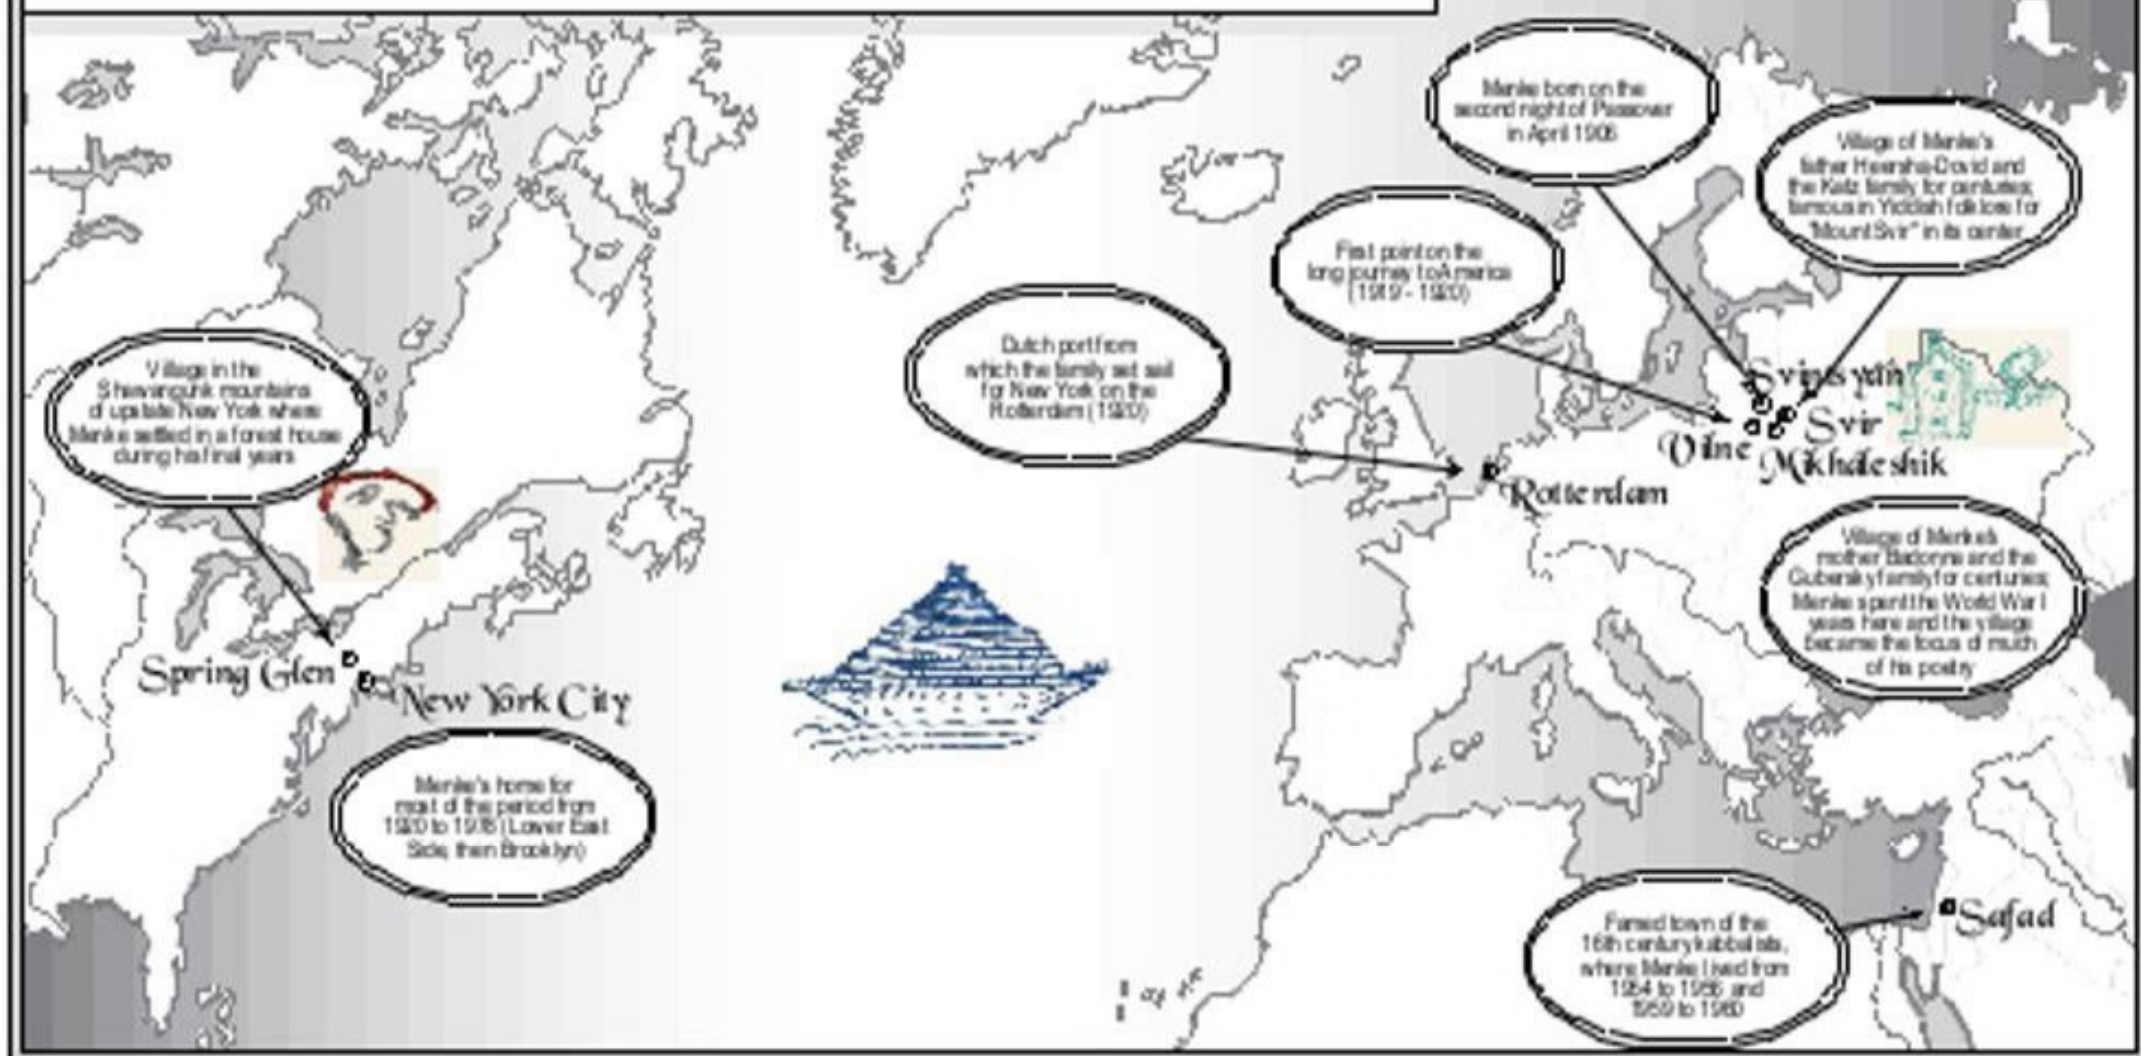 Menke born on the
second night of Passover
in April 1906
Village of Menke's
father Heershe-Dovid and
the Katz family for centuries;
famous in Yiddish folklore for
"Mount Svir" in its center
First point on the
long journey to America
(1919 - 1920)
Dutch port from
which the family set sail
for New York on the
Rotterdam (1920)
Village in the
Shawangunk mountains
of upstate New York where
Menke settled in a forest house
during his final years
Svintsyan
Svir
Vilne
Mikhaleshik
Rotterdam
Village of Menke's
mother Badonne and the
Gubersky family for centuries;
Menke spent the World War I
years here and the village
became the focus of much
of his poetry
Spring Glen
New York City
Menke's home for
most of the period from
1920 to 1978 (Lower East
Side, then Brooklyn)
Famed town of the
16th century kabbalists,
where Menke lived from
1954 to 1956 and
1959 to 1960
Safad